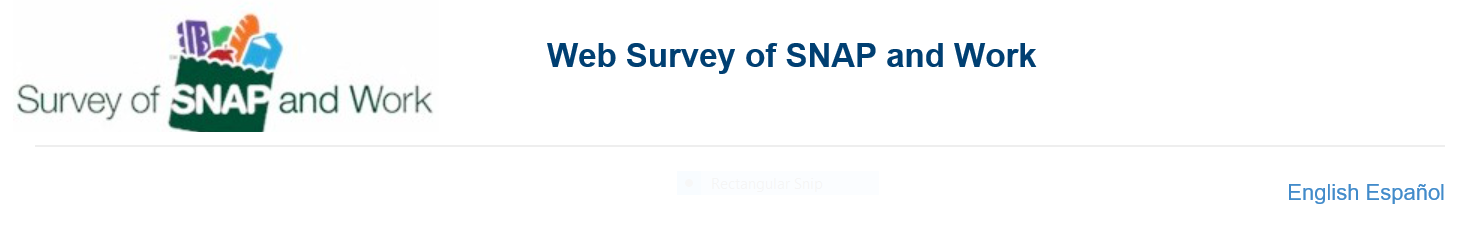 Survey of SNAP and Work
Web Survey of SNAP and Work
Rectangular Snip
English Español